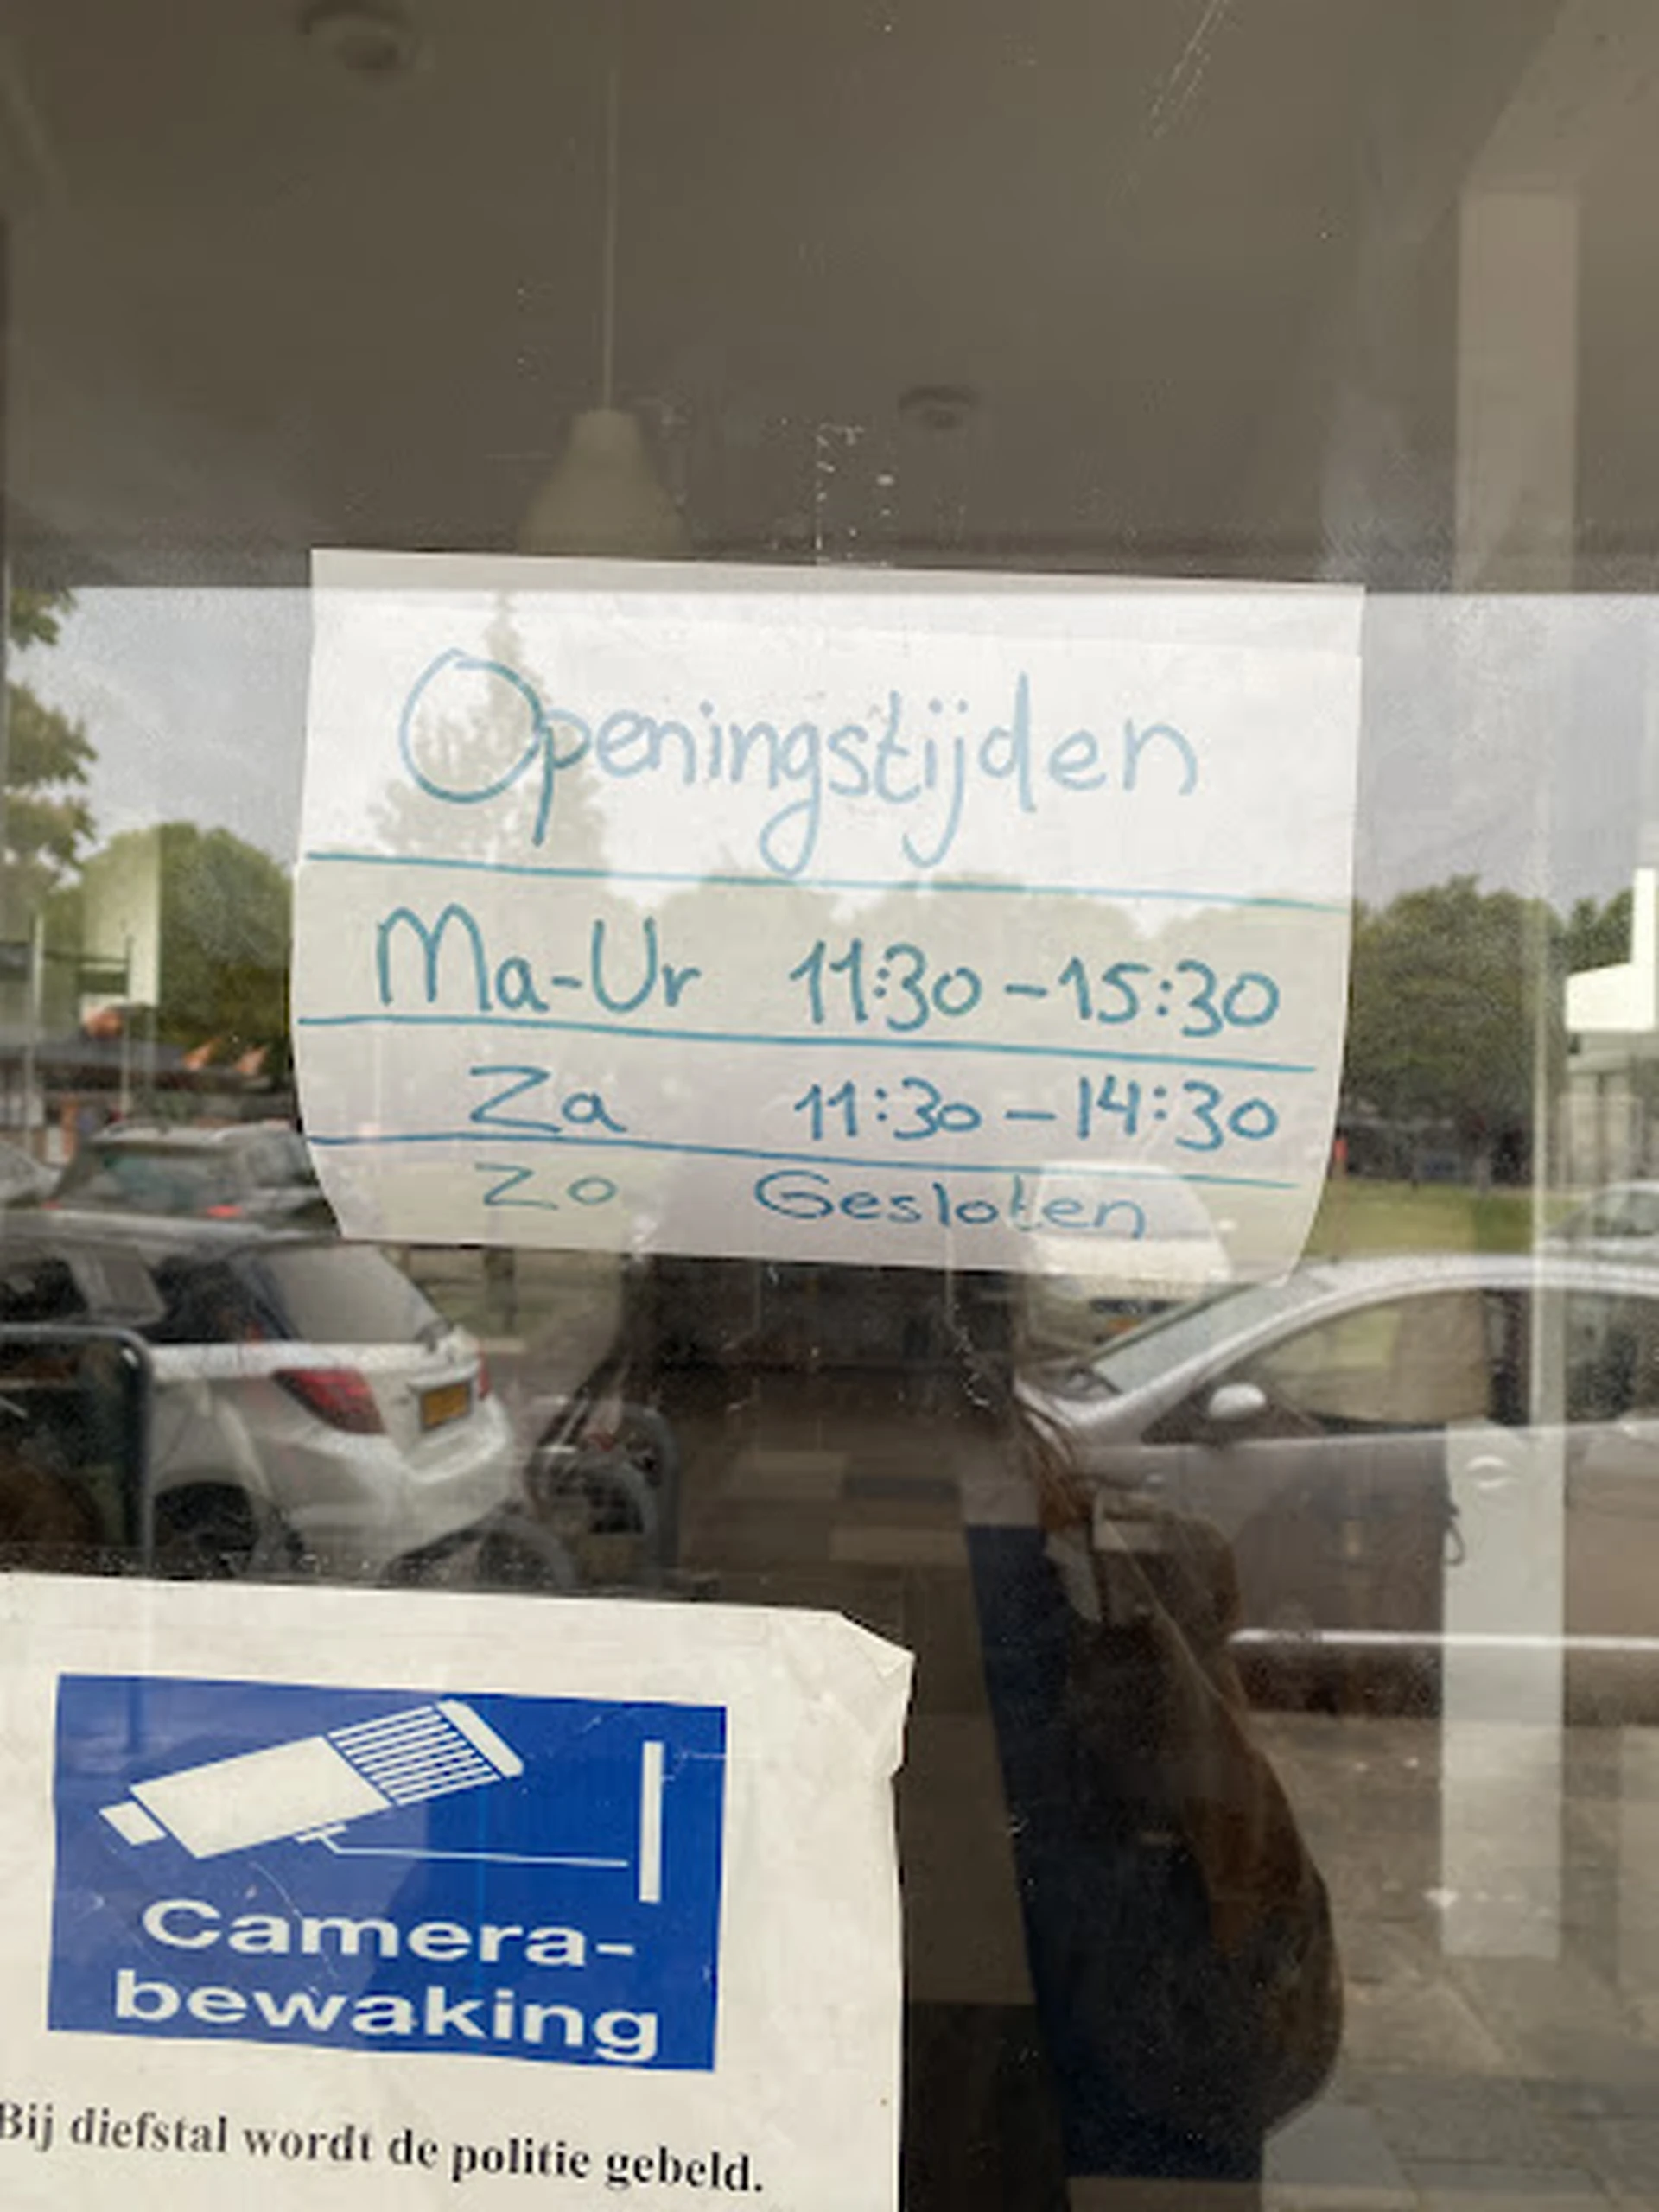 Openingstijden
Ma-Vr 11:30-15:30
Za 11:30-14:30
Zo Gesloten
Camera-
bewaking
Bij diefstal wordt de politie gebeld.